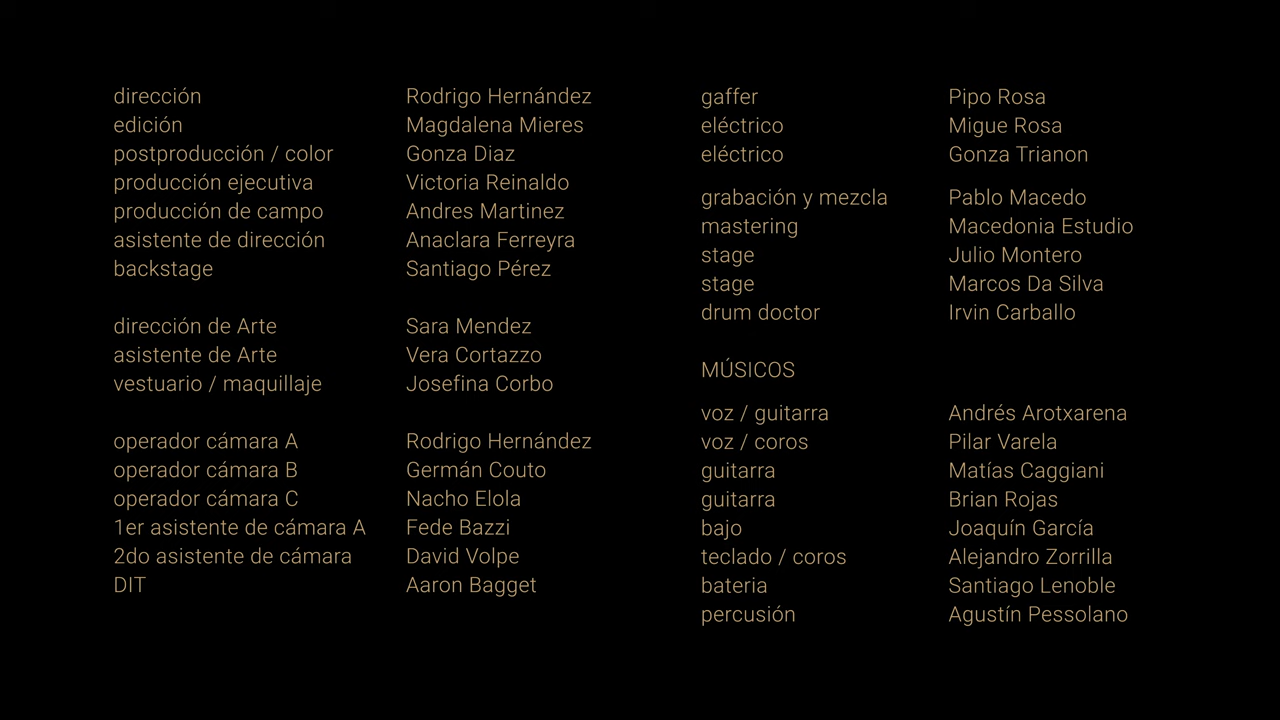 dirección Rodrigo Hernández
edición Magdalena Mieres
postproducción / color Gonza Diaz
producción ejecutiva Victoria Reinaldo
producción de campo Andres Martinez
asistente de dirección Anaclara Ferreyra
backstage Santiago Pérez
dirección de Arte Sara Mendez
asistente de Arte Vera Cortazzo
vestuario / maquillaje Josefina Corbo
operador cámara A Rodrigo Hernández
operador cámara B Germán Couto
operador cámara C Nacho Elola
1er asistente de cámara A Fede Bazzi
2do asistente de cámara David Volpe
DIT Aaron Bagget
gaffer Pipo Rosa
eléctrico Migue Rosa
eléctrico Gonza Trianon
grabación y mezcla Pablo Macedo
mastering Macedonia Estudio
stage Julio Montero
stage Marcos Da Silva
drum doctor Irvin Carballo
MÚSICOS
voz / guitarra Andrés Arotxarena
voz / coros Pilar Varela
guitarra Matías Caggiani
guitarra Brian Rojas
bajo Joaquín García
teclado / coros Alejandro Zorrilla
bateria Santiago Lenoble
percusión Agustín Pessolano